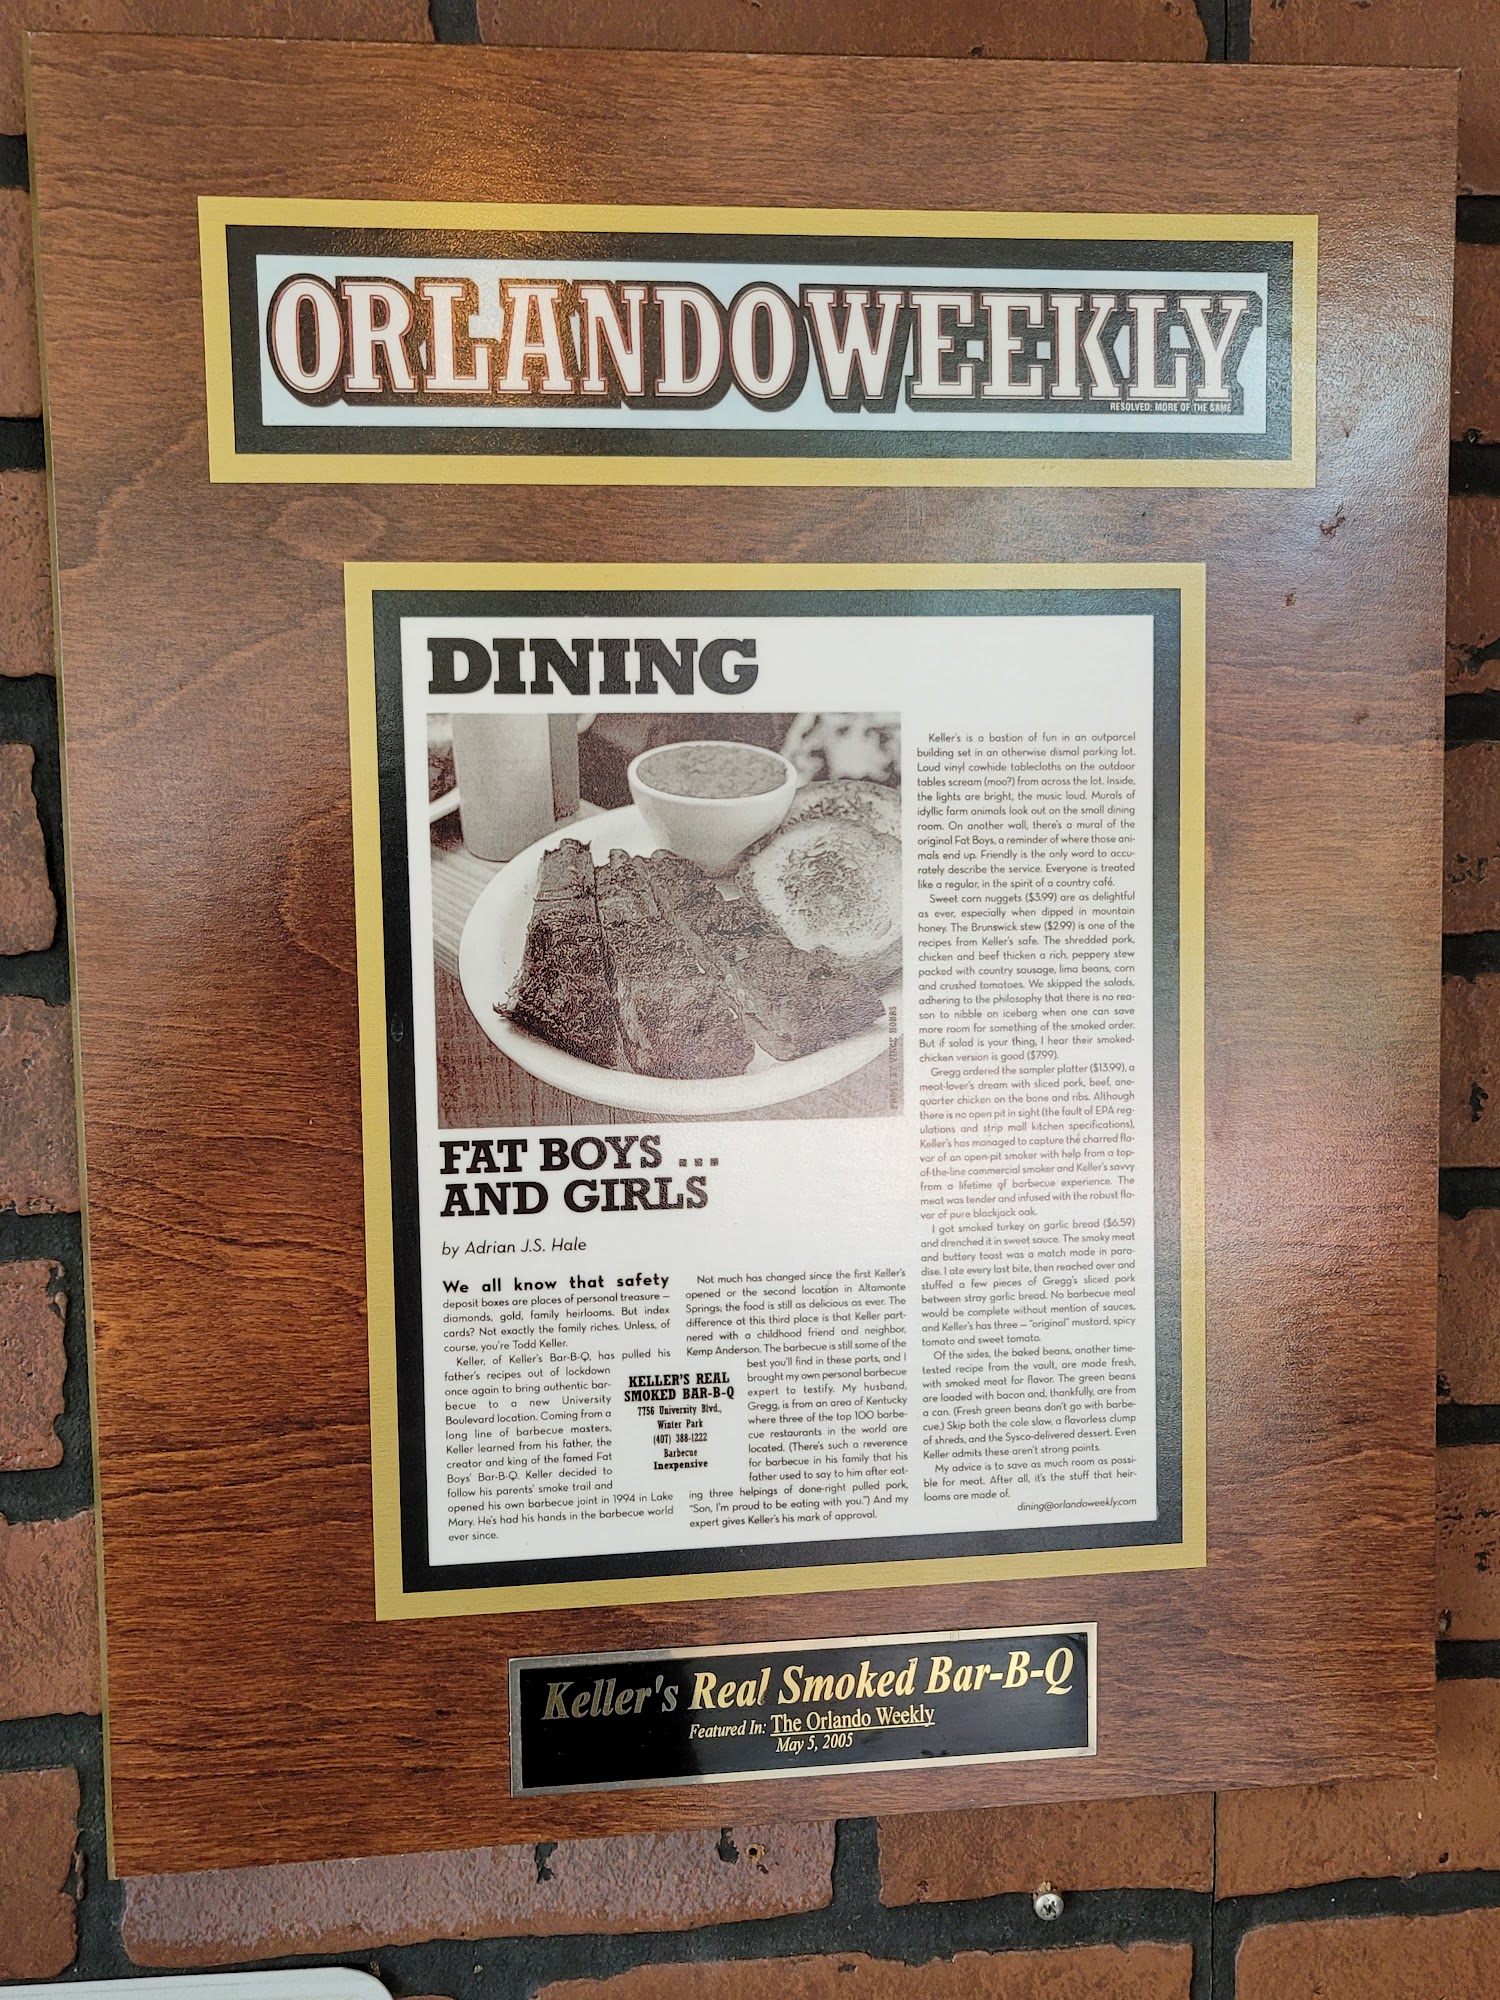 ORLANDOWEEKLY
RESOLVED: MORE OF THE SAME
DINING
PHOTO BY VINCE HOBBS
FAT BOYS ...
AND GIRLS
by Adrian J.S. Hale
We all know that safety
deposit boxes are places of personal treasure –
diamonds, gold, family heirlooms. But index
cards? Not exactly the family riches. Unless, of
course, you're Todd Keller.
Keller, of Keller's Bar-B-Q, has pulled his
father's recipes out of lockdown
once again to bring authentic bar-
becue to a new University
Boulevard location. Coming from a
long line of barbecue masters,
Keller learned from his father, the
creator and king of the famed Fat
Boys' Bar-B-Q. Keller decided to
follow his parents' smoke trail and
opened his own barbecue joint in 1994 in Lake
Mary. He's had his hands in the barbecue world
ever since.
KELLER'S REAL
SMOKED BAR-B-Q
7756 University Blvd.,
Winter Park
(407) 388-1222
Barbecue
Inexpensive
Not much has changed since the first Keller's
opened or the second location in Altamonte
Springs; the food is still as delicious as ever. The
difference at this third place is that Keller part-
nered with a childhood friend and neighbor,
Kemp Anderson. The barbecue is still some of the
best you'll find in these parts, and I
brought my own personal barbecue
expert to testify. My husband,
Gregg, is from an area of Kentucky
where three of the top 100 barbe-
cue restaurants in the world are
located. (There's such a reverence
for barbecue in his family that his
father used to say to him after eat-
ing three helpings of done-right pulled pork,
"Son, I'm proud to be eating with you.") And my
expert gives Keller's his mark of approval.
Keller's is a bastion of fun in an outparcel
building set in an otherwise dismal parking lot.
Loud vinyl cowhide tablecloths on the outdoor
tables scream (moo?) from across the lot. Inside,
the lights are bright, the music loud. Murals of
idyllic farm animals look out on the small dining
room. On another wall, there's a mural of the
original Fat Boys, a reminder of where those ani-
mals end up. Friendly is the only word to accu-
rately describe the service. Everyone is treated
like a regular, in the spirit of a country café.
Sweet corn nuggets ($3.99) are as delightful
as ever, especially when dipped in mountain
honey. The Brunswick stew ($2.99) is one of the
recipes from Keller's safe. The shredded pork,
chicken and beef thicken a rich, peppery stew
packed with country sausage, lima beans, corn
and crushed tomatoes. We skipped the salads,
adhering to the philosophy that there is no rea-
son to nibble on iceberg when one can save
more room for something of the smoked order.
But if salad is your thing, I hear their smoked-
chicken version is good ($7.99).
Gregg ordered the sampler platter ($13.99), a
meat-lover's dream with sliced pork, beef, one-
quarter chicken on the bone and ribs. Although
there is no open pit in sight (the fault of EPA reg-
ulations and strip mall kitchen specifications),
Keller's has managed to capture the charred fla-
vor of an open-pit smoker with help from a top-
of-the-line commercial smoker and Keller's savvy
from a lifetime of barbecue experience. The
meat was tender and infused with the robust fla-
vor of pure blackjack oak.
I got smoked turkey on garlic bread ($6.59)
and drenched it in sweet sauce. The smoky meat
and buttery toast was a match made in para-
dise. I ate every last bite, then reached over and
stuffed a few pieces of Gregg's sliced pork
between stray garlic bread. No barbecue meal
would be complete without mention of sauces,
and Keller's has three – "original" mustard, spicy
tomato and sweet tomato.
Of the sides, the baked beans, another time-
tested recipe from the vault, are made fresh,
with smoked meat for flavor. The green beans
are loaded with bacon and, thankfully, are from
a can. (Fresh green beans don't go with barbe-
cue.) Skip both the cole slaw, a flavorless clump
of shreds, and the Sysco-delivered dessert. Even
Keller admits these aren't strong points.
My advice is to save as much room as possi-
ble for meat. After all, it's the stuff that heir-
looms are made of.
dining@orlandoweekly.com
Keller's Real Smoked Bar-B-Q
Featured In: The Orlando Weekly
May 5, 2005